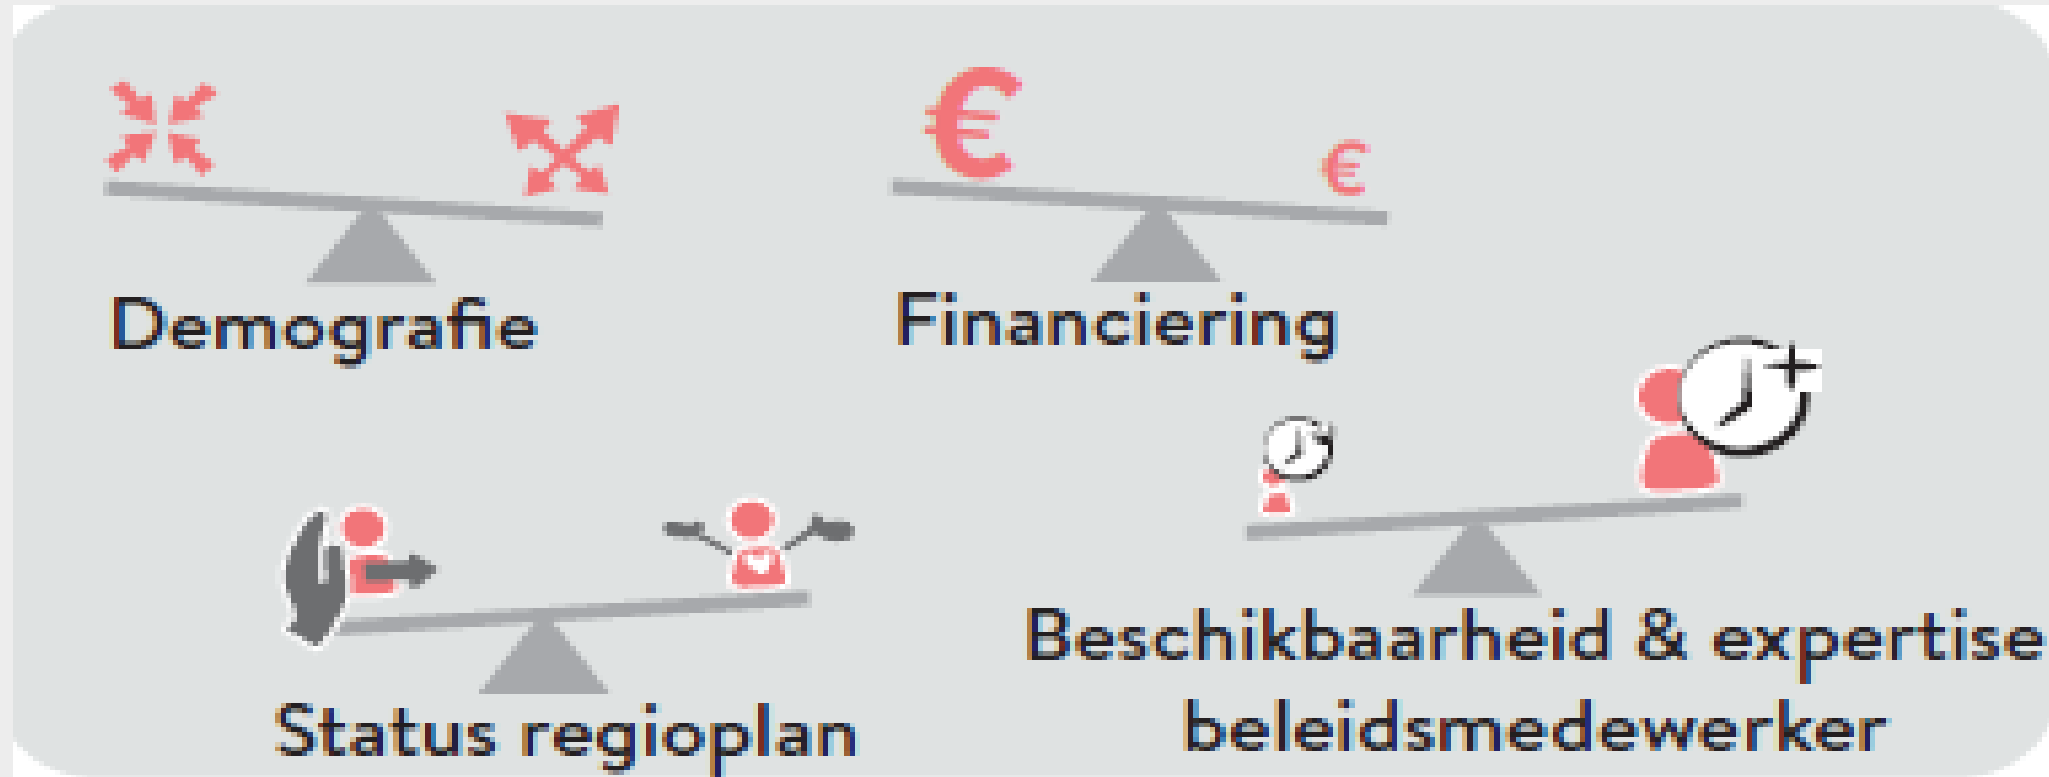 € €
Demografie
Financiering
Status regioplan
Beschikbaarheid & expertise
beleidsmedewerker